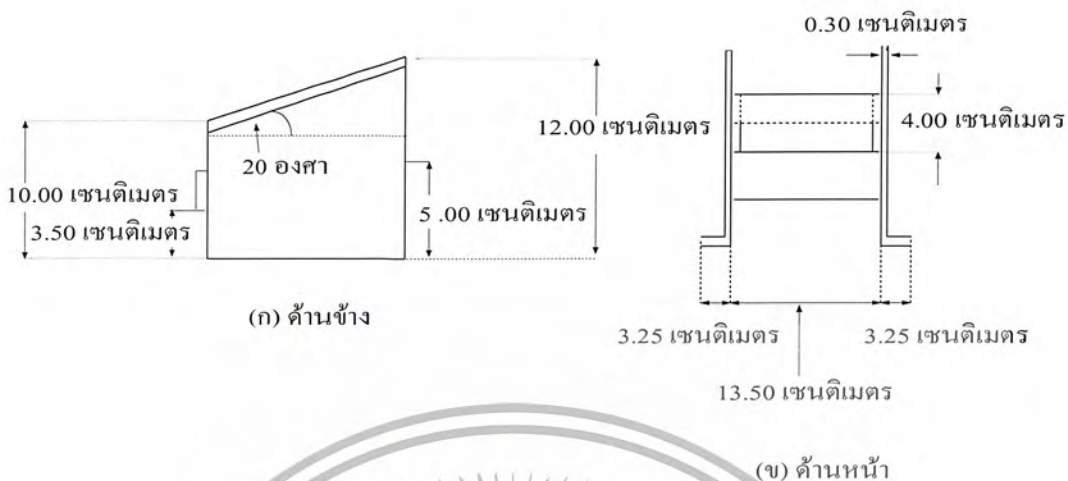 20 องศา
10.00 เซนติเมตร
3.50 เซนติเมตร
12.00 เซนติเมตร
5 .00 เซนติเมตร
(ก) ด้านข้าง
0.30 เซนติเมตร
4.00 เซนติเมตร
3.25 เซนติเมตร
3.25 เซนติเมตร
13.50 เซนติเมตร
(ข) ด้านหน้า